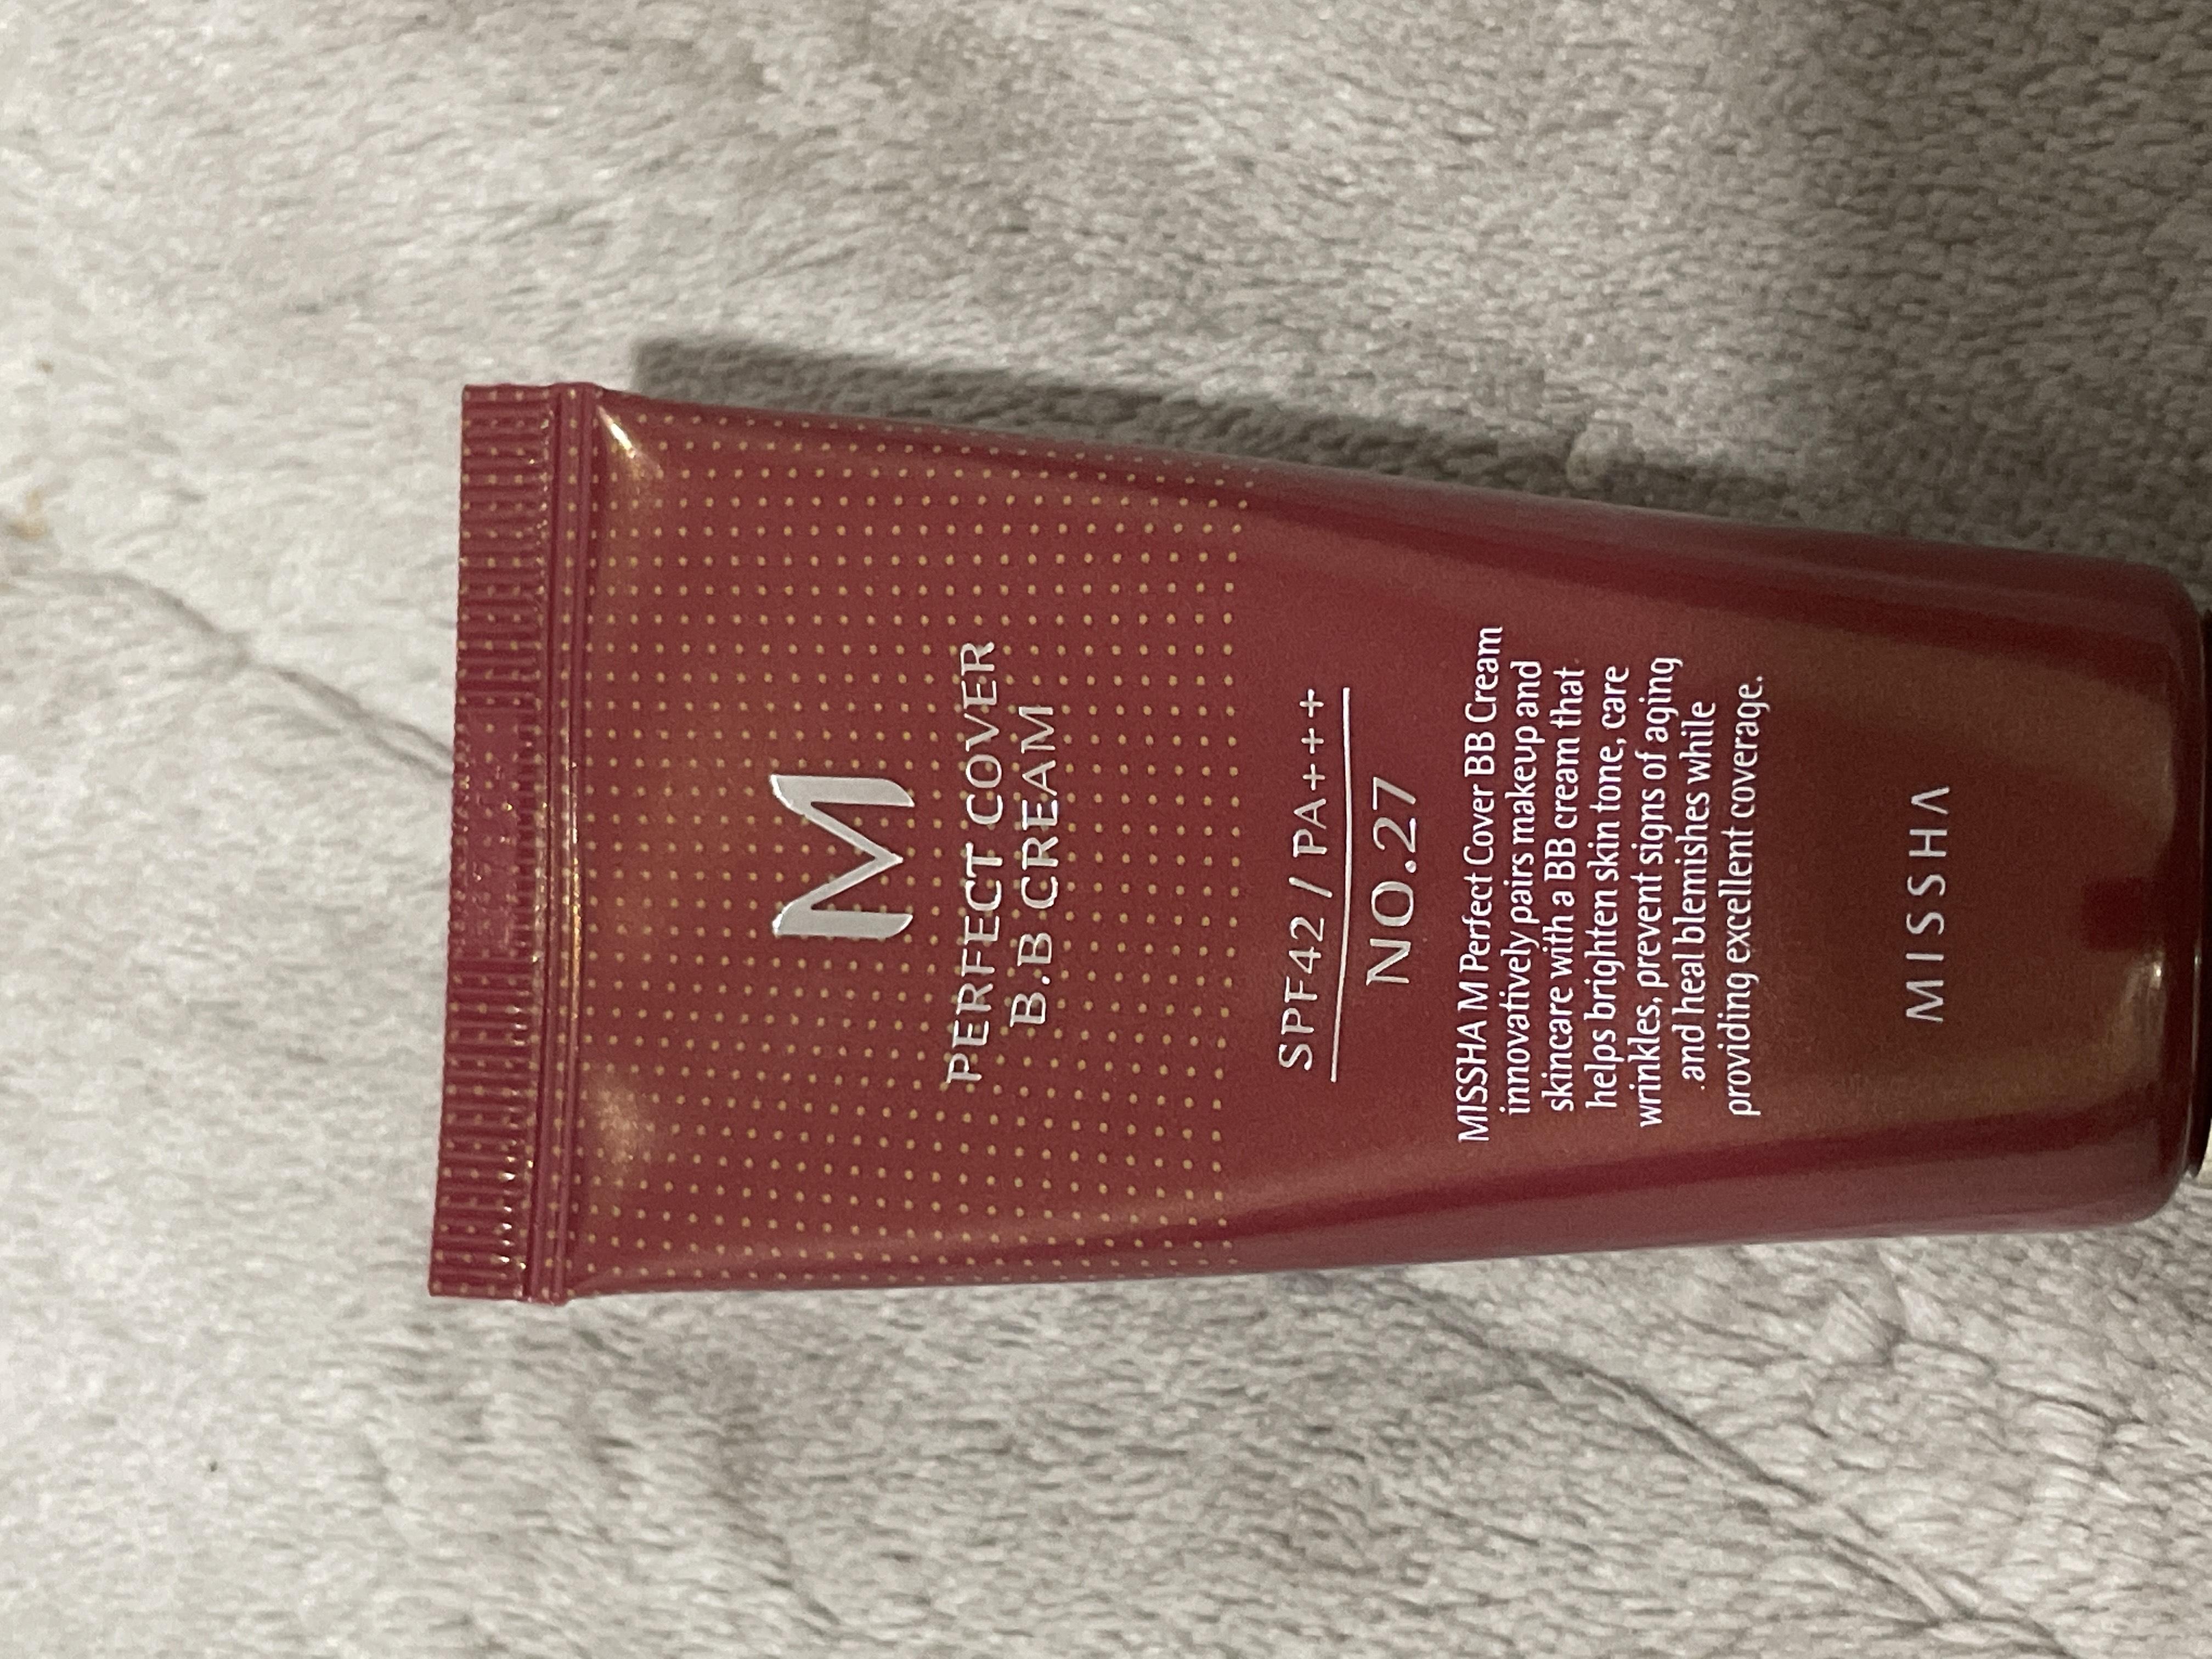 M
PERFECT COVER
B.B CREAM
SPF42 / PA+++
NO.27
MISSHA M Perfect Cover BB Cream
innovatively pairs makeup and
skincare with a BB cream that
helps brighten skin tone, care
wrinkles, prevent signs of aging
and heal blemishes while
providing excellent coverage.
MISSHA